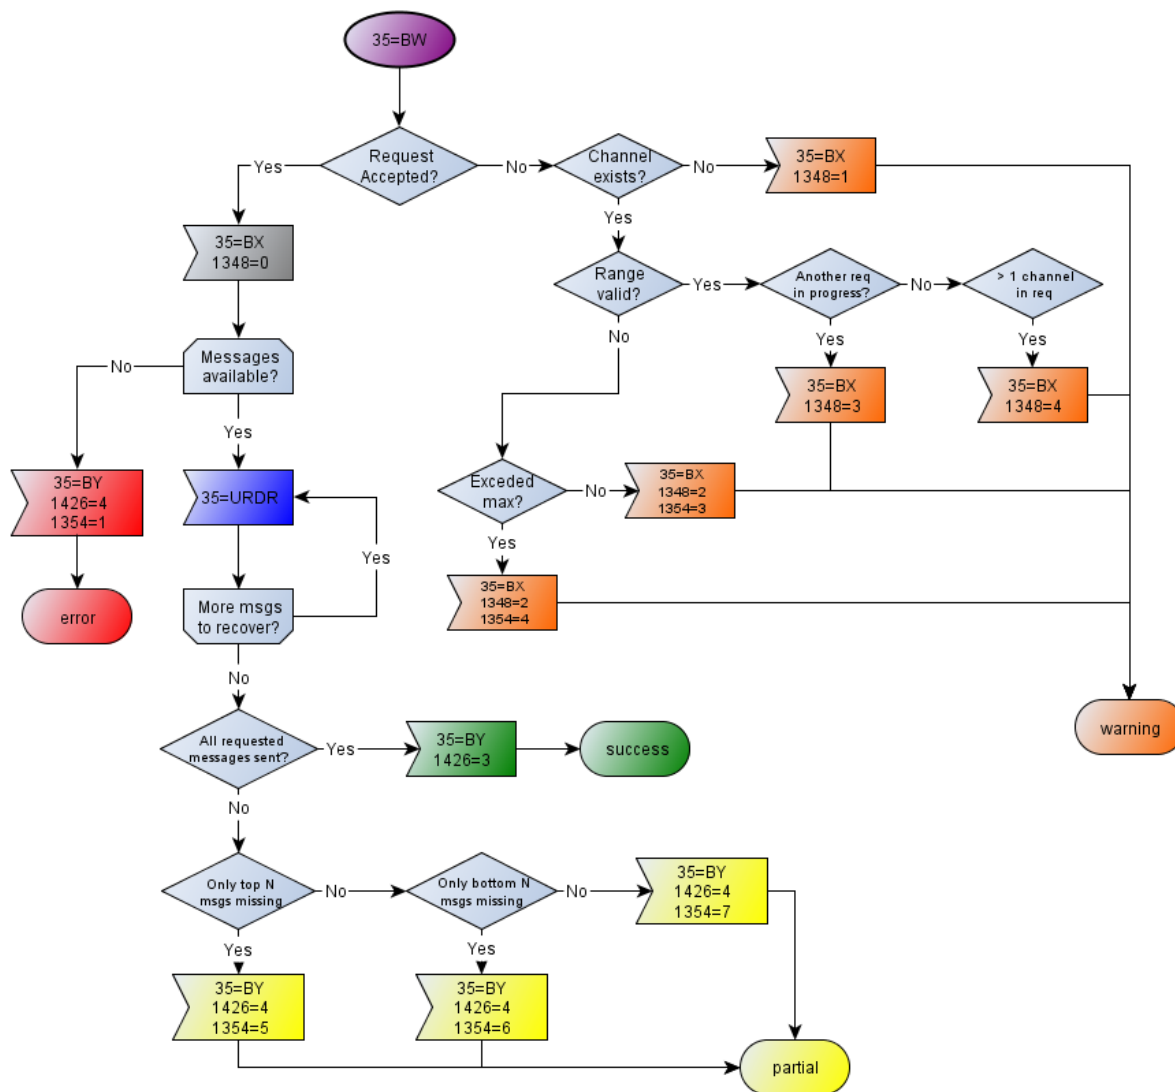 35=BW
Request
Accepted?
Yes
No
Channel
exists?
No
35=BX
1348=1
Yes
35=BX
1348=0
Range
valid?
Yes
Another req
in progress?
No
> 1 channel
in req
No
Yes
Yes
Messages
available?
No
35=BX
1348=3
35=BX
1348=4
Yes
35=BY
1426=4
1354=1
35=URDR
Exceded
max?
No
35=BX
1348=2
1354=3
Yes
Yes
35=BX
1348=2
1354=4
error
More msgs
to recover?
No
warning
All requested
messages sent?
Yes
35=BY
1426=3
success
No
Only top N
msgs missing
No
Only bottom N
msgs missing
No
35=BY
1426=4
1354=7
Yes
Yes
35=BY
1426=4
1354=5
35=BY
1426=4
1354=6
partial